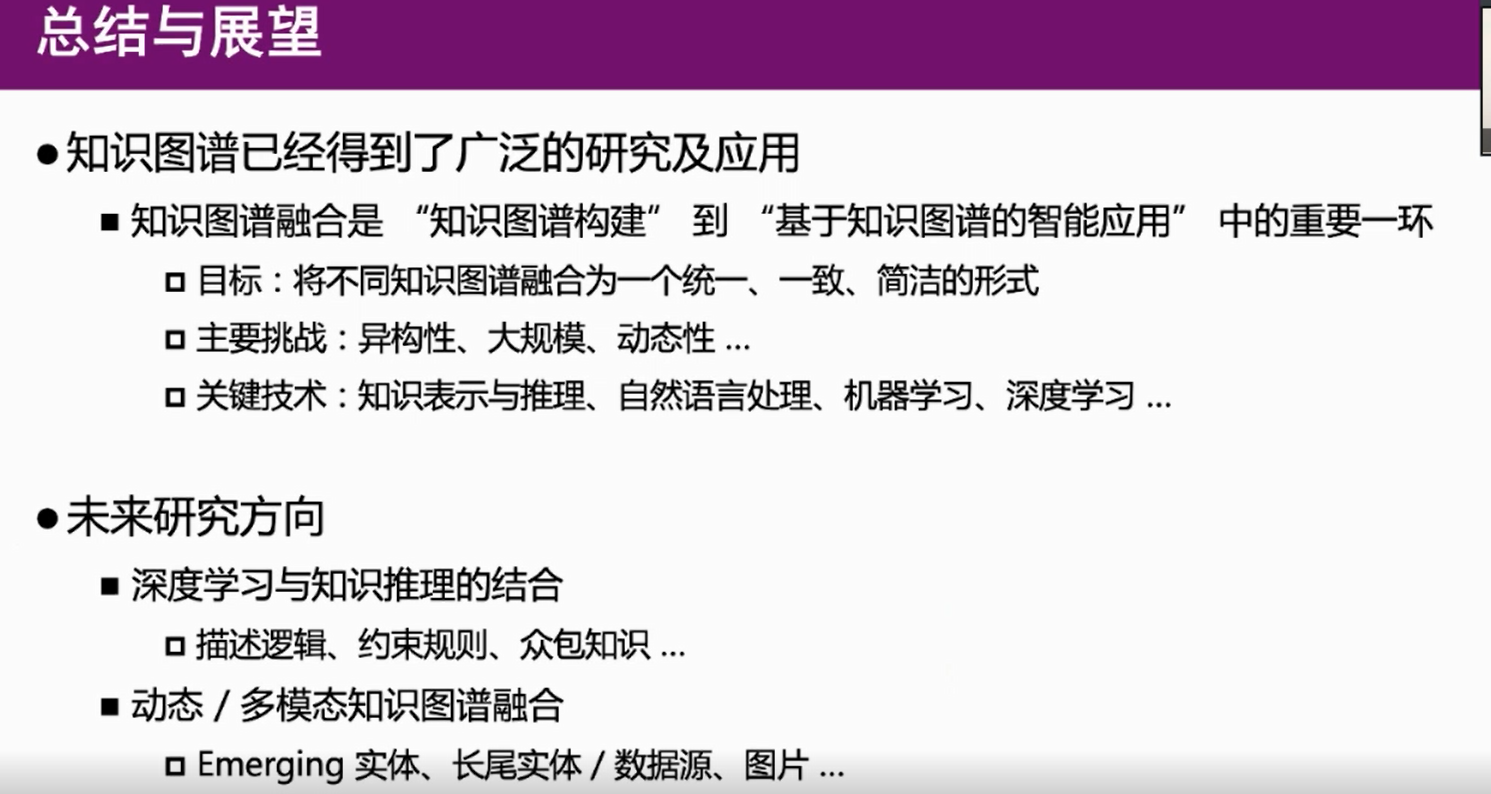 总结与展望
●知识图谱已经得到了广泛的研究及应用
■ 知识图谱融合是 “知识图谱构建” 到 “基于知识图谱的智能应用” 中的重要一环
□ 目标：将不同知识图谱融合为一个统一、一致、简洁的形式
□ 主要挑战：异构性、大规模、动态性 ...
□ 关键技术：知识表示与推理、自然语言处理、机器学习、深度学习 ...
●未来研究方向
■ 深度学习与知识推理的结合
□ 描述逻辑、约束规则、众包知识 ...
■ 动态 / 多模态知识图谱融合
□ Emerging 实体、长尾实体 / 数据源、图片 ...